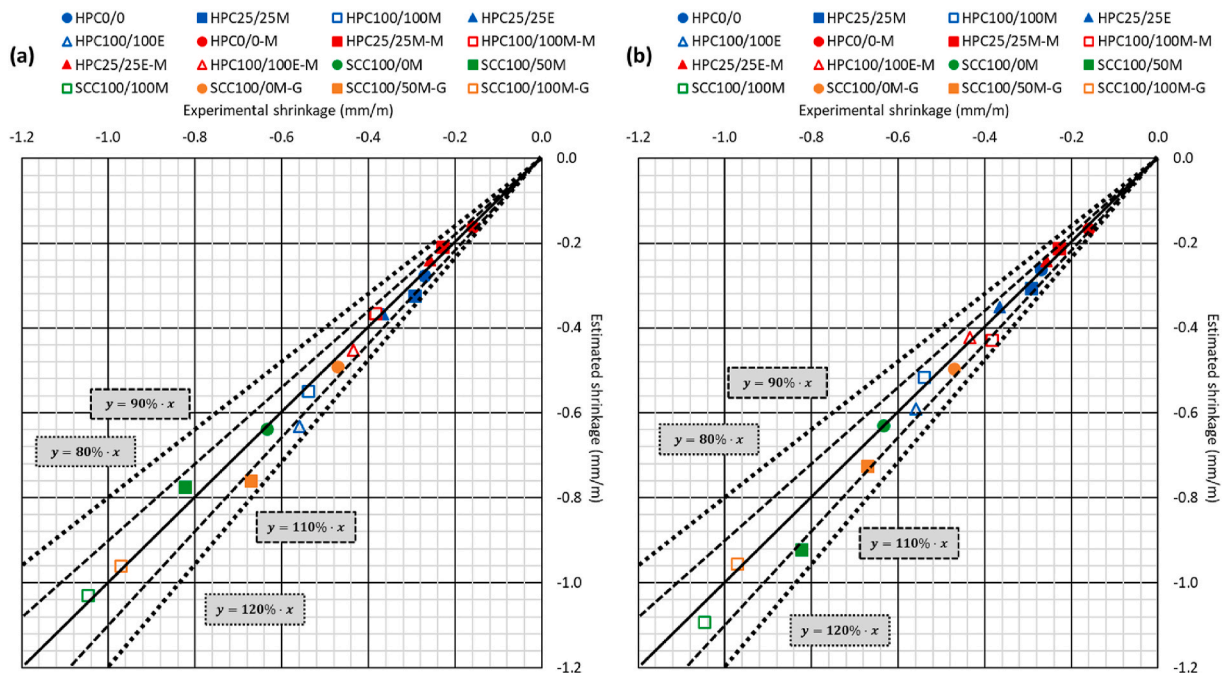 (a)
HPC0/0 HPC25/25M HPC100/100M HPC25/25E
HPC100/100E HPC0/0-M HPC25/25M-M HPC100/100M-M
HPC25/25E-M HPC100/100E-M SCC100/0M SCC100/50M
SCC100/100M SCC100/0M-G SCC100/50M-G SCC100/100M-G
Experimental shrinkage (mm/m)
-1.2 -1.0 -0.8 -0.6 -0.4 -0.2 0.0
0.0
-0.2
-0.4
-0.6
-0.8
-1.0
-1.2
Estimated shrinkage (mm/m)
y = 90% · x
y = 80% · x
y = 110% · x
y = 120% · x
(b)
HPC0/0 HPC25/25M HPC100/100M HPC25/25E
HPC100/100E HPC0/0-M HPC25/25M-M HPC100/100M-M
HPC25/25E-M HPC100/100E-M SCC100/0M SCC100/50M
SCC100/100M SCC100/0M-G SCC100/50M-G SCC100/100M-G
Experimental shrinkage (mm/m)
-1.2 -1.0 -0.8 -0.6 -0.4 -0.2 0.0
0.0
-0.2
-0.4
-0.6
-0.8
-1.0
-1.2
Estimated shrinkage (mm/m)
y = 90% · x
y = 80% · x
y = 110% · x
y = 120% · x